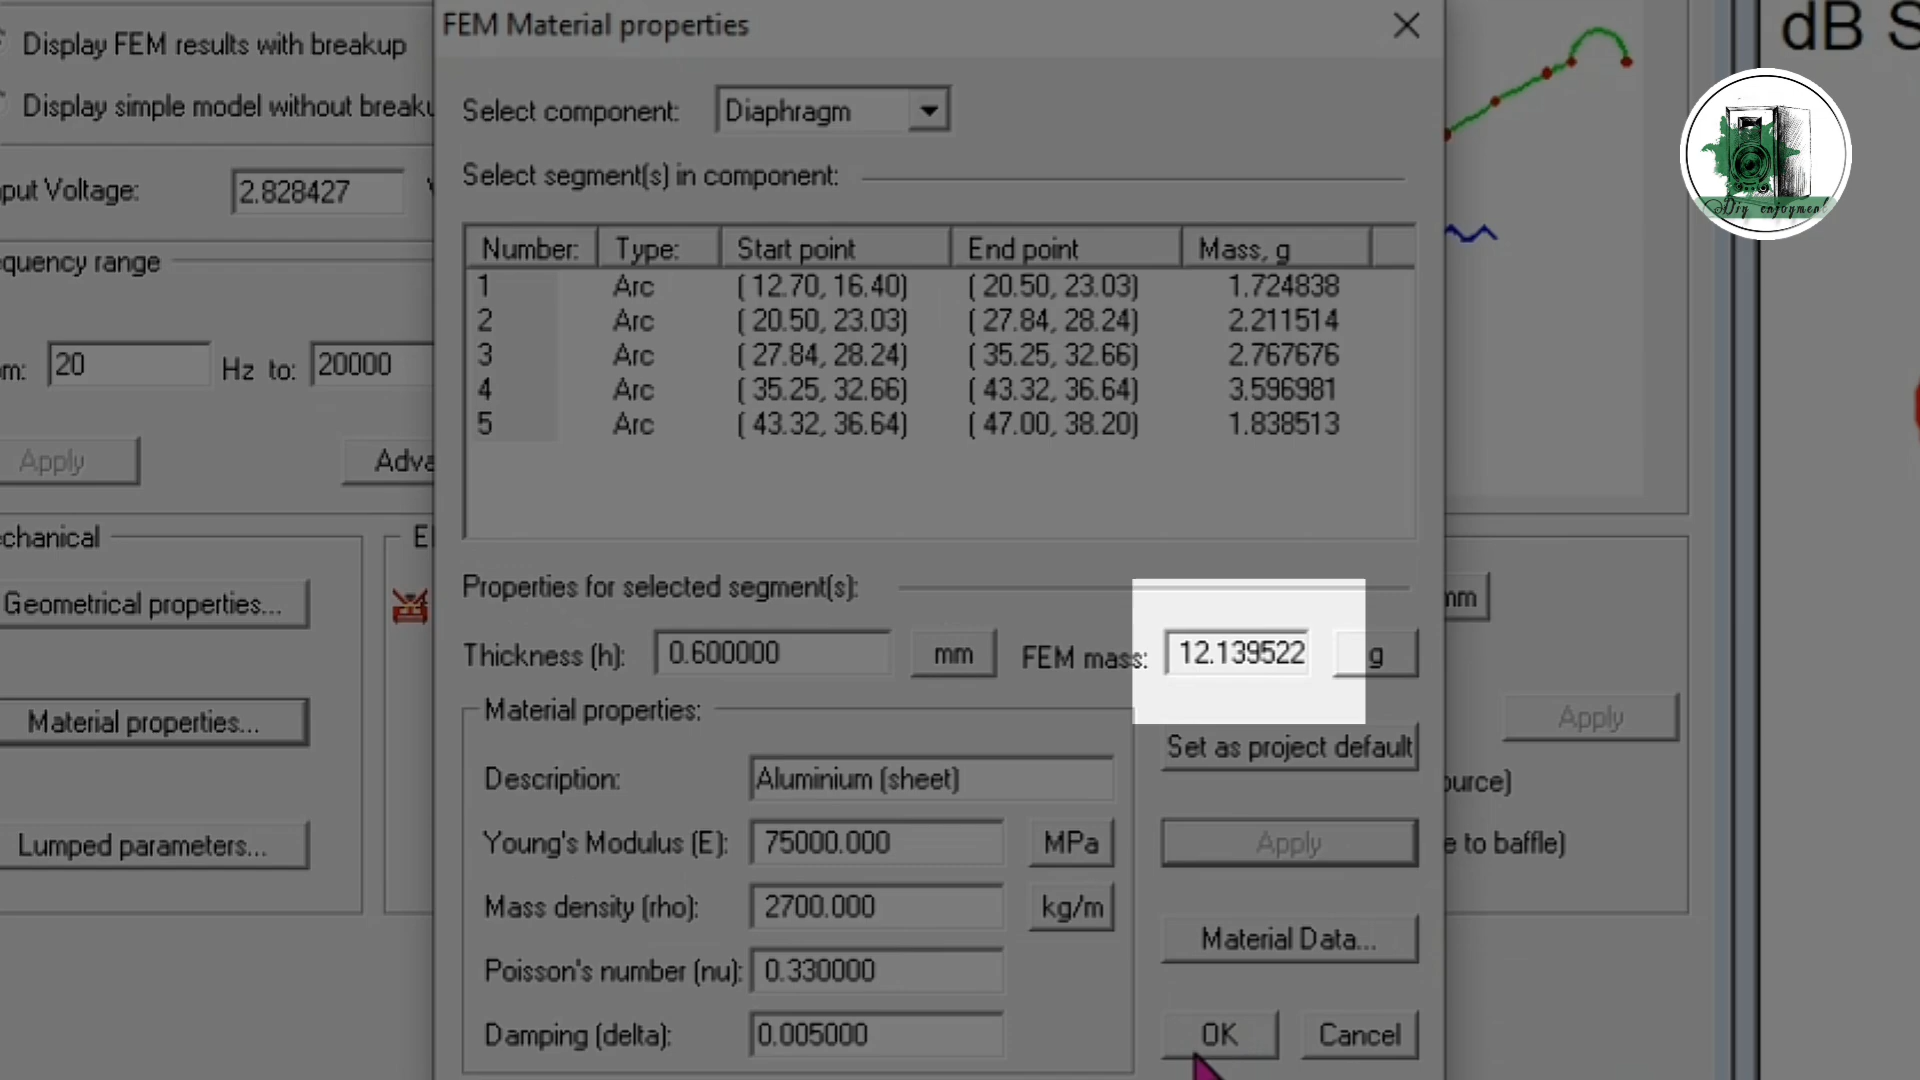 FEM Material properties
dB S
Display FEM results with breakup
Display simple model without breaku
Select component: Diaphragm
Select segment(s) in component:
put Voltage: 2.828427 V
Number: Type: Start point End point Mass, g
1 Arc ( 12.70, 16.40) ( 20.50, 23.03) 1.724838
2 Arc ( 20.50, 23.03) ( 27.84, 28.24) 2.211514
3 Arc ( 27.84, 28.24) ( 35.25, 32.66) 2.767676
4 Arc ( 35.25, 32.66) ( 43.32, 36.64) 3.596981
5 Arc ( 43.32, 36.64) ( 47.00, 38.20) 1.838513
quency range
om: 20 Hz to: 20000
Apply
Adva
chanical
El
Geometrical properties...
Material properties...
Lumped parameters...
Properties for selected segment(s):
Thickness (h): 0.600000 mm FEM mass: 12.139522 g
Material properties:
Set as project default
Description: Aluminium (sheet)
Young's Modulus (E): 75000.000 MPa
Apply
Mass density (rho): 2700.000 kg/m
Material Data...
Poisson's number (nu): 0.330000
Damping (delta): 0.005000
OK Cancel
mm
Apply
ource)
e to baffle)
Diy enjoyment